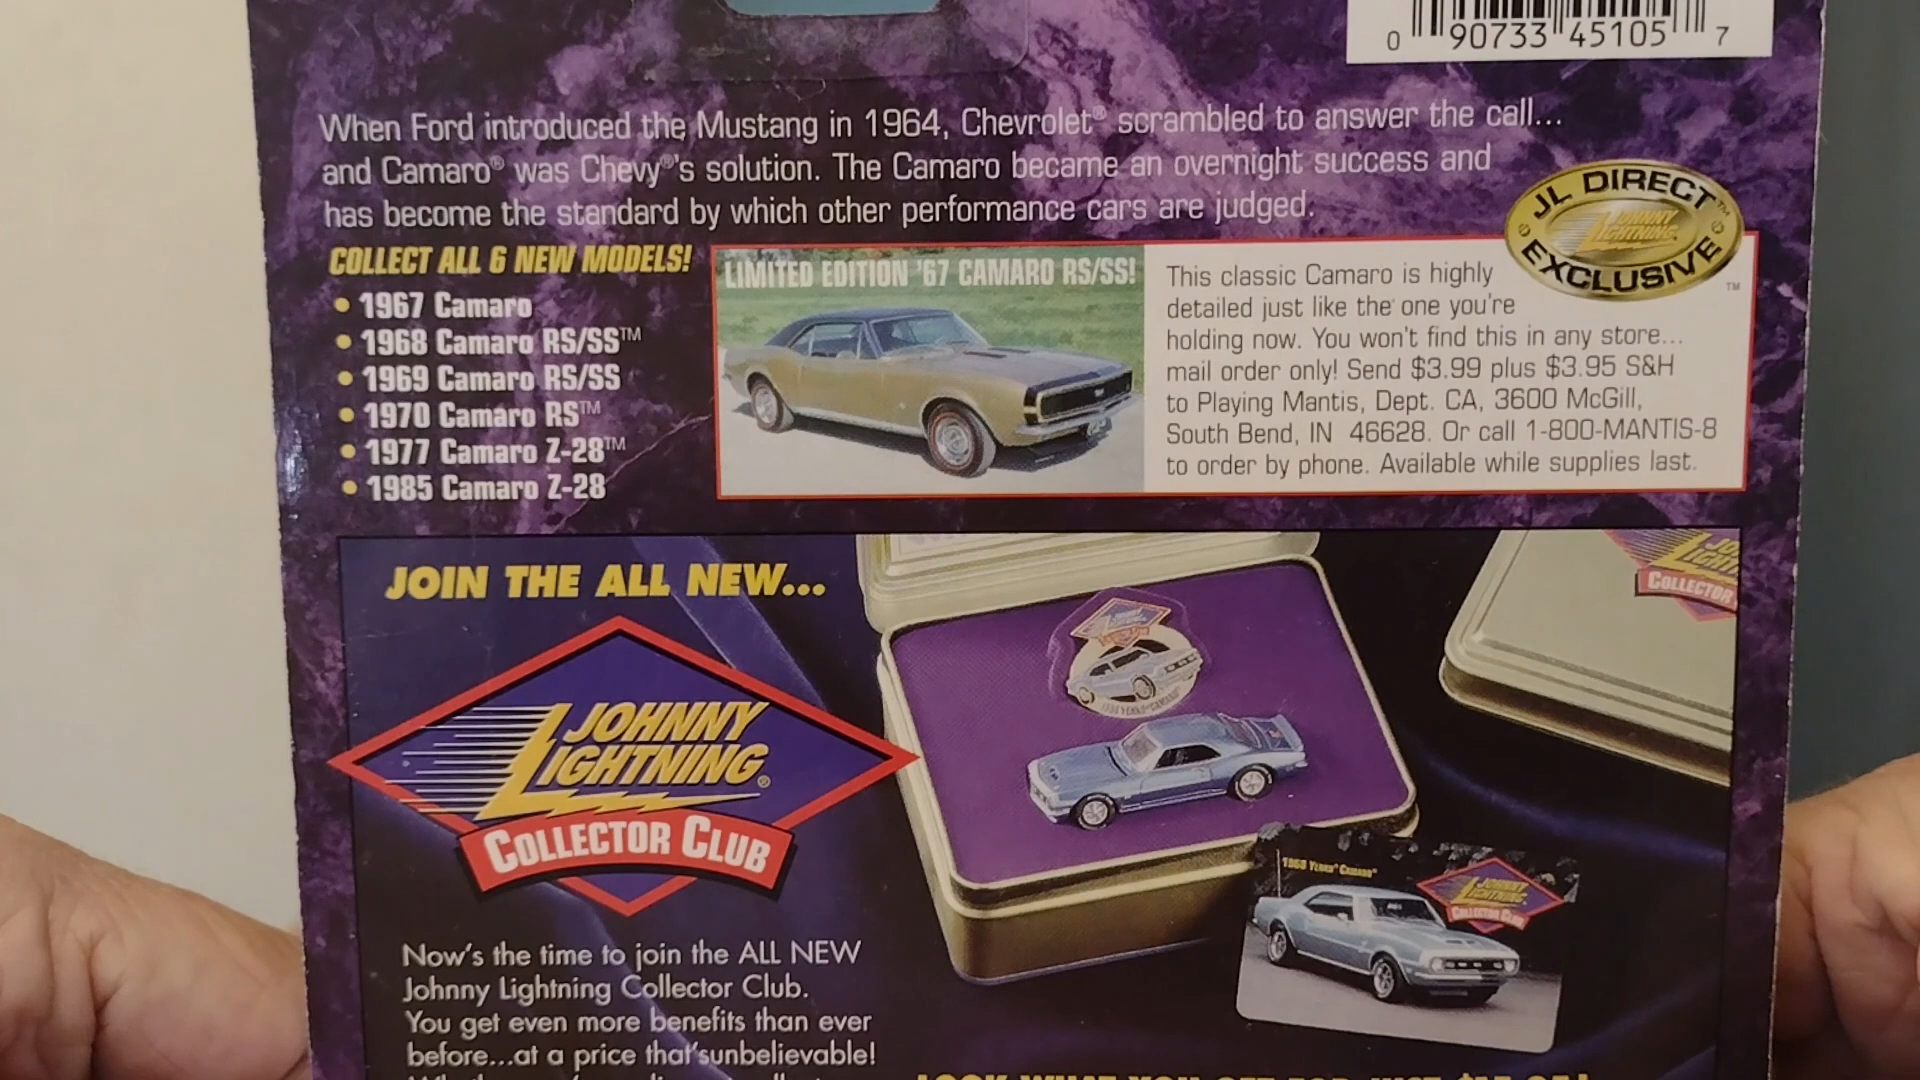 0 90733 45105 7
When Ford introduced the Mustang in 1964, Chevrolet® scrambled to answer the call...
and Camaro® was Chevy®'s solution. The Camaro became an overnight success and
has become the standard by which other performance cars are judged.
JL DIRECT™
JOHNNY LIGHTNING
EXCLUSIVE
™
COLLECT ALL 6 NEW MODELS!
• 1967 Camaro
• 1968 Camaro RS/SS™
• 1969 Camaro RS/SS
• 1970 Camaro RS™
• 1977 Camaro Z-28™
• 1985 Camaro Z-28
LIMITED EDITION '67 CAMARO RS/SS!
This classic Camaro is highly
detailed just like the one you're
holding now. You won't find this in any store...
mail order only! Send $3.99 plus $3.95 S&H
to Playing Mantis, Dept. CA, 3600 McGill,
South Bend, IN 46628. Or call 1-800-MANTIS-8
to order by phone. Available while supplies last.
JOIN THE ALL NEW...
JOHNNY
LIGHTNING®
COLLECTOR CLUB
COLLECTOR
1968 YENKO® CAMARO®
JOHNNY
LIGHTNING
COLLECTOR CLUB
Now's the time to join the ALL NEW
Johnny Lightning Collector Club.
You get even more benefits than ever
before...at a price that'sunbelievable!